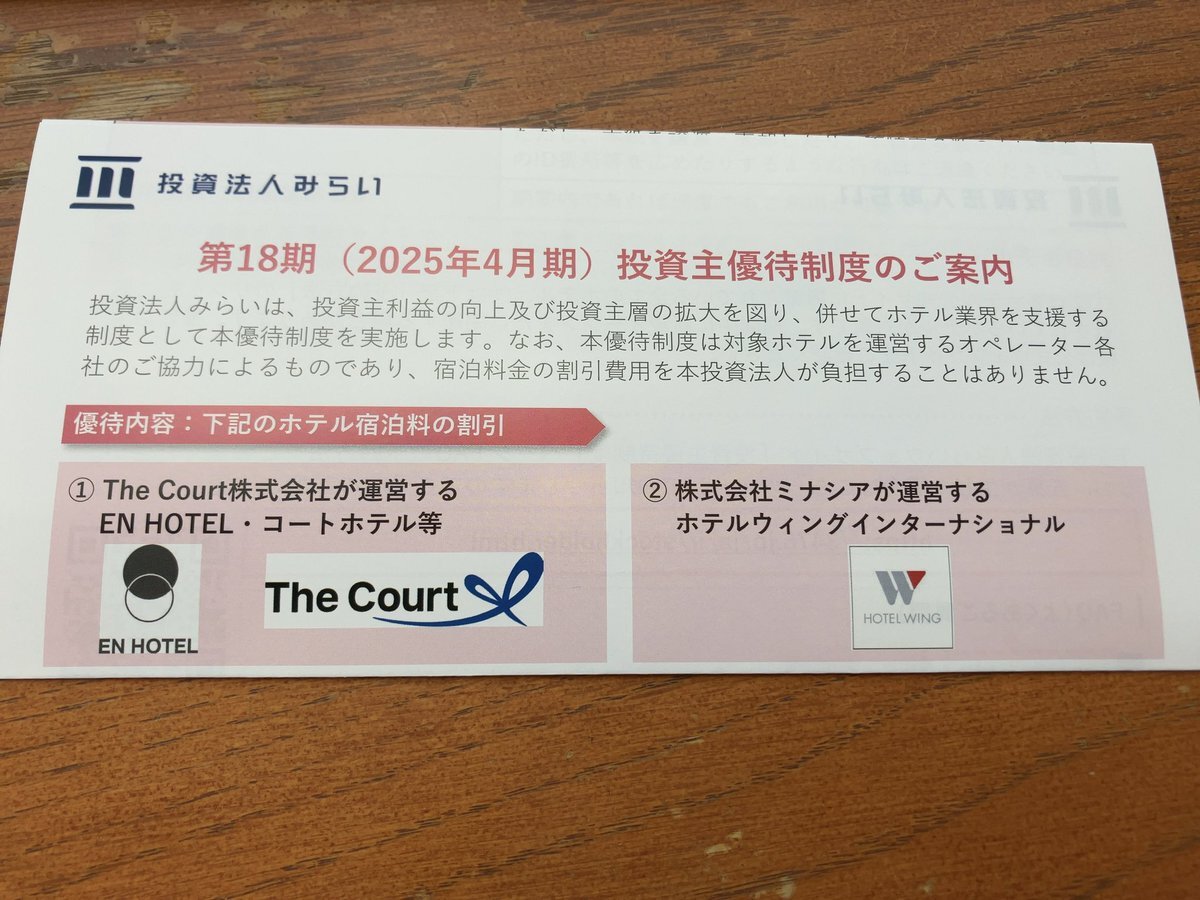 投資法人みらい
第18期（2025年4月期）投資主優待制度のご案内
投資法人みらいは、投資主利益の向上及び投資主層の拡大を図り、併せてホテル業界を支援する
制度として本優待制度を実施します。なお、本優待制度は対象ホテルを運営するオペレーター各
社のご協力によるものであり、宿泊料金の割引費用を本投資法人が負担することはありません。
優待内容：下記のホテル宿泊料の割引
① The Court株式会社が運営する
EN HOTEL・コートホテル等
EN HOTEL
The Court
② 株式会社ミナシアが運営する
ホテルウィングインターナショナル
W
HOTEL WING